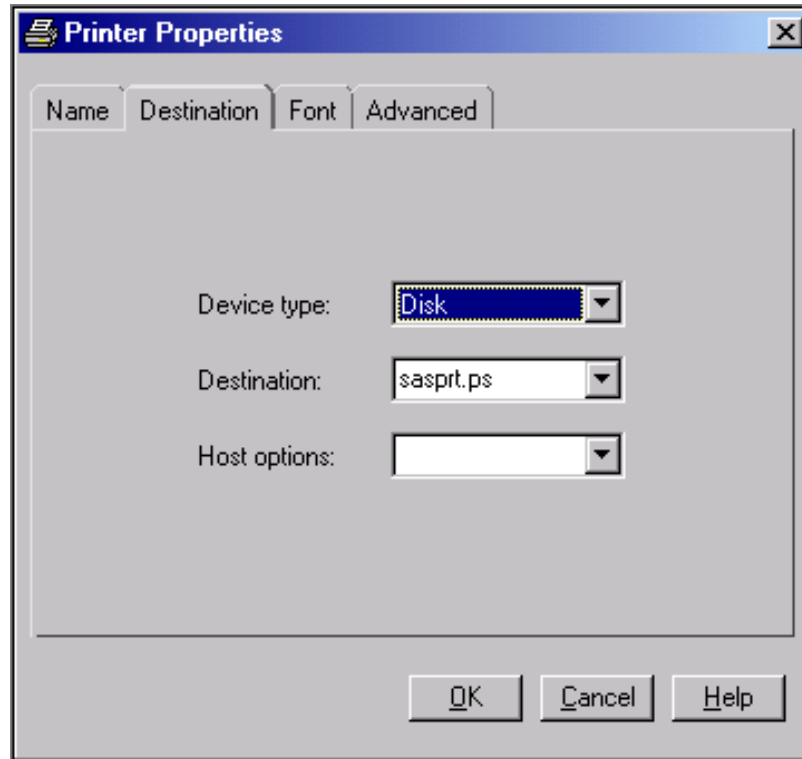 Printer Properties
Name Destination Font Advanced
Device type: Disk
Destination: sasprt.ps
Host options:
OK Cancel Help